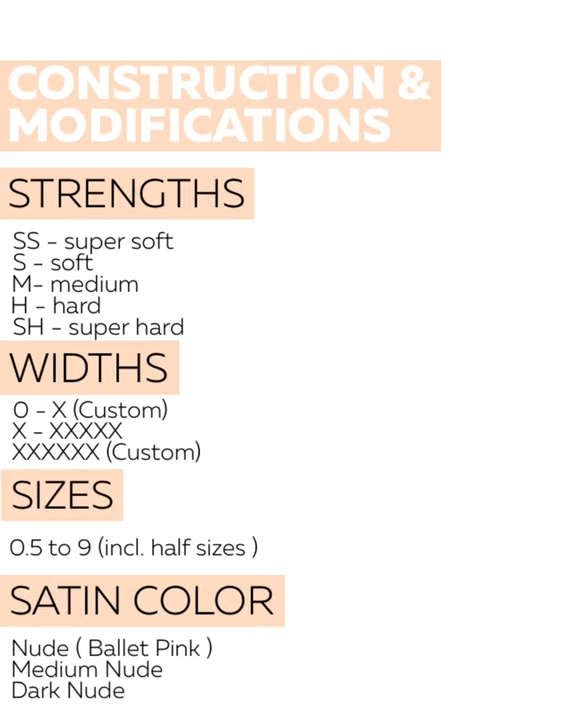 CONSTRUCTION &
MODIFICATIONS
STRENGTHS
SS - super soft
S - soft
M- medium
H - hard
SH - super hard
WIDTHS
O - X (Custom)
X - XXXXX
XXXXXX (Custom)
SIZES
0.5 to 9 (incl. half sizes )
SATIN COLOR
Nude ( Ballet Pink )
Medium Nude
Dark Nude